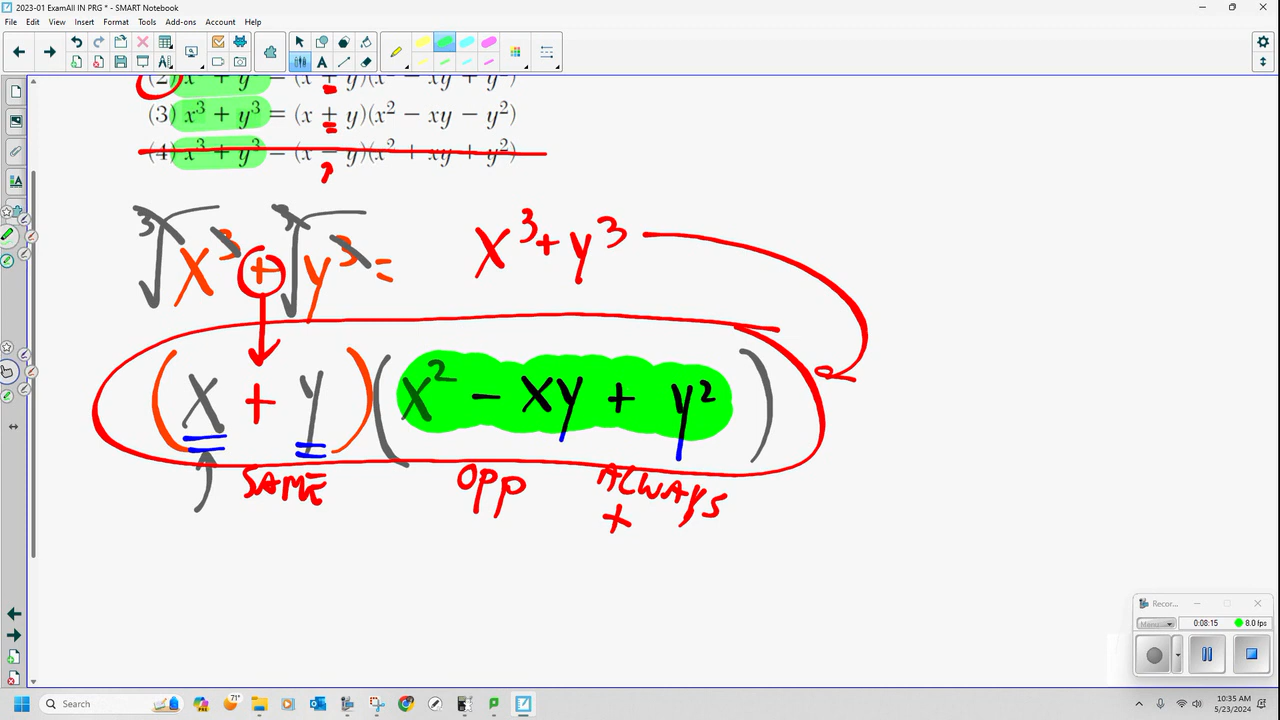 2023-01 ExamAll IN PRG * - SMART Notebook
File Edit View Insert Format Tools Add-ons Account Help
(3) x³ + y³ = (x + y)(x² − xy − y²)
(4) x³ + y³ = (x − y)(x² + xy + y²)
∛x³ + ∛y³ =
x³ + y³
(x + y)(x² − xy + y²)
SAME OPP ALWAYS
+
Recor...
Menu 0:08:15 8.0 fps
Search
71°
10:35 AM
5/23/2024